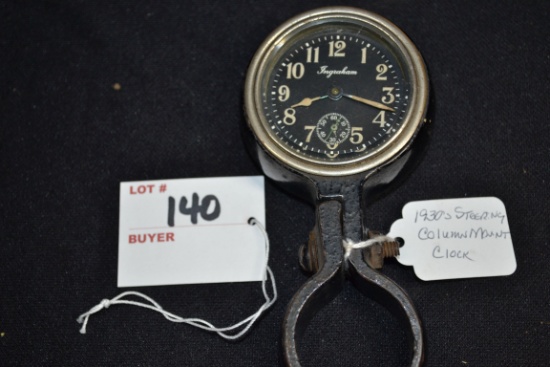 12
11
1
10
2
Ingraham
9
3
8
4
7
5
60
LOT #
140
BUYER
1930's STEERING
COLUMN MOUNT
CLOCK